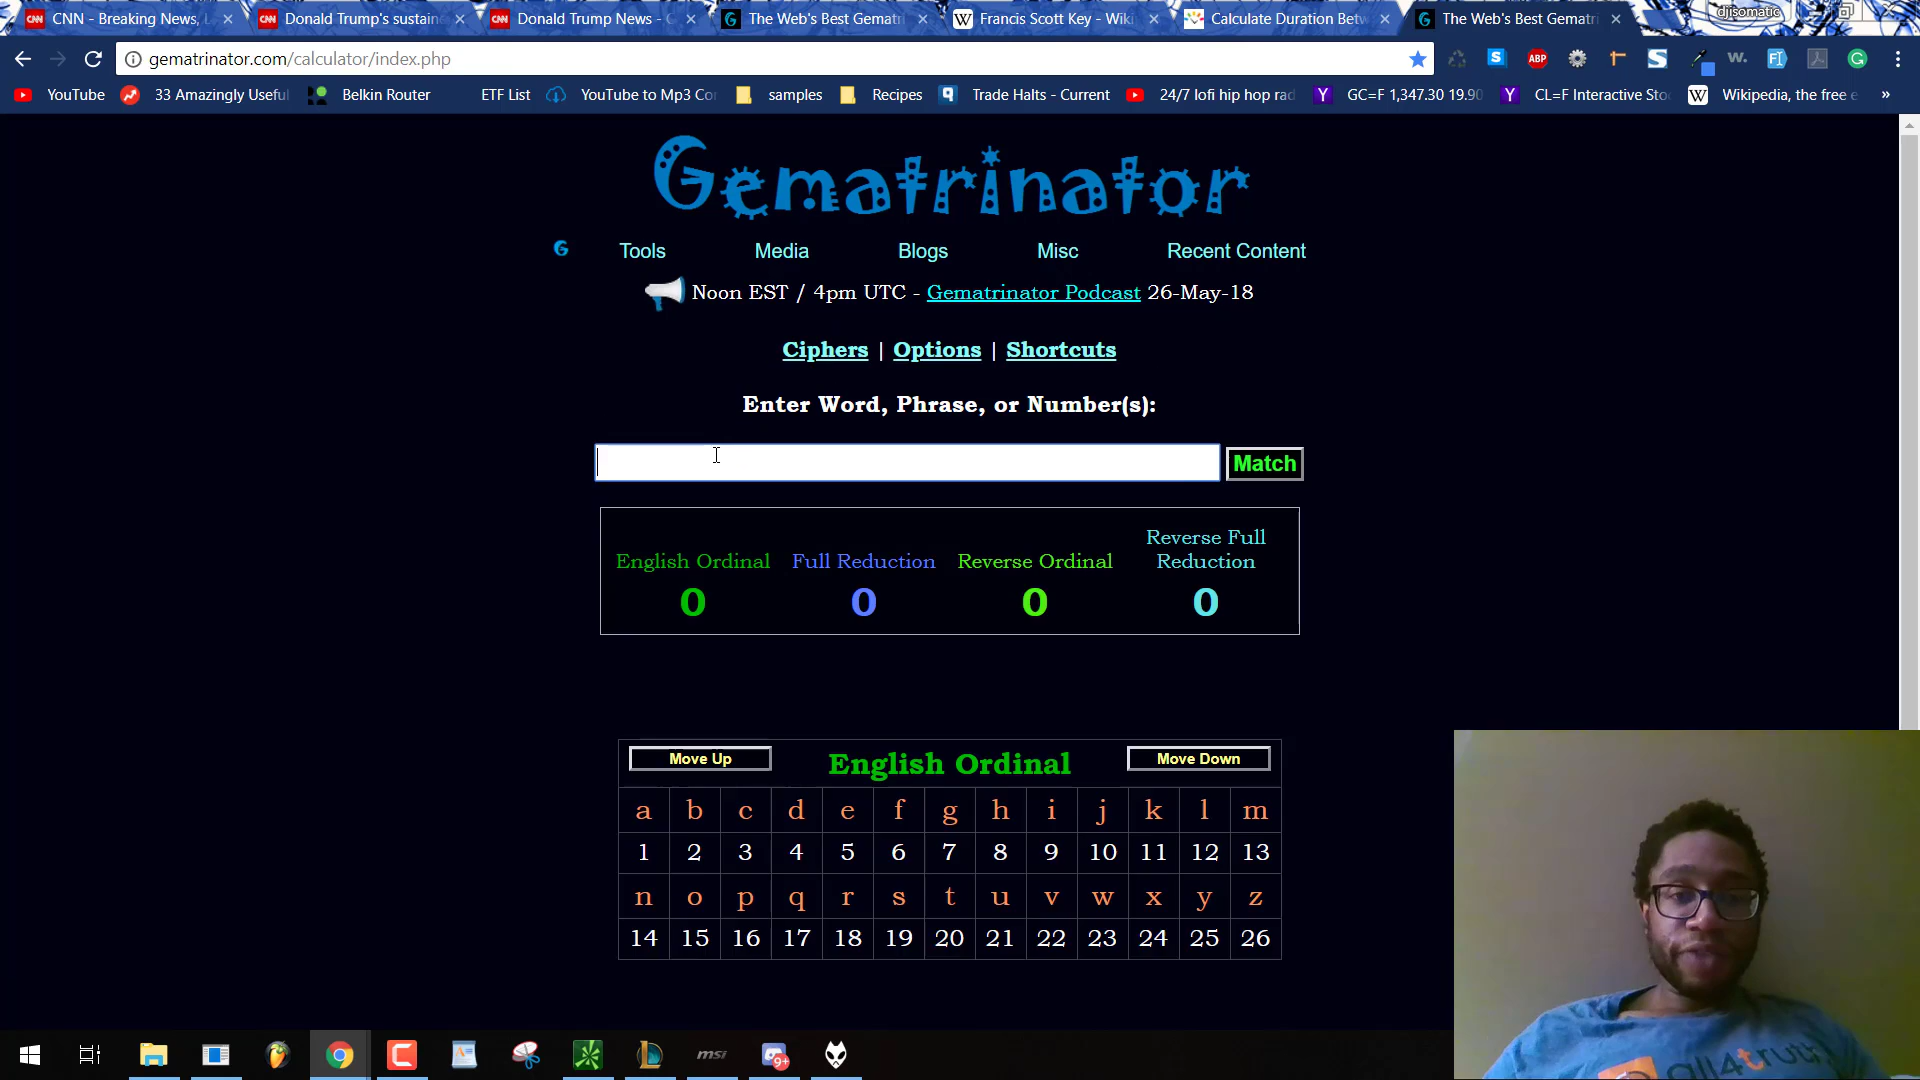 CNN - Breaking News, L
Donald Trump's sustain
Donald Trump News - C
The Web's Best Gematri
Francis Scott Key - Wiki
Calculate Duration Betw
The Web's Best Gematri
djisomatic
gematrinator.com/calculator/index.php
YouTube
33 Amazingly Useful
Belkin Router
ETF List
YouTube to Mp3 Co
samples
Recipes
Trade Halts - Current
24/7 lofi hip hop rad
GC=F 1,347.30 19.90
CL=F Interactive Sto
Wikipedia, the free e
»
Gematrinator
G Tools Media Blogs Misc Recent Content
Noon EST / 4pm UTC - Gematrinator Podcast 26-May-18
Ciphers | Options | Shortcuts
Enter Word, Phrase, or Number(s):
Match
English Ordinal Full Reduction Reverse Ordinal Reverse Full Reduction
0 0 0 0
Move Up English Ordinal Move Down
a b c d e f g h i j k l m
1 2 3 4 5 6 7 8 9 10 11 12 13
n o p q r s t u v w x y z
14 15 16 17 18 19 20 21 22 23 24 25 26
all4truth
msi
9+